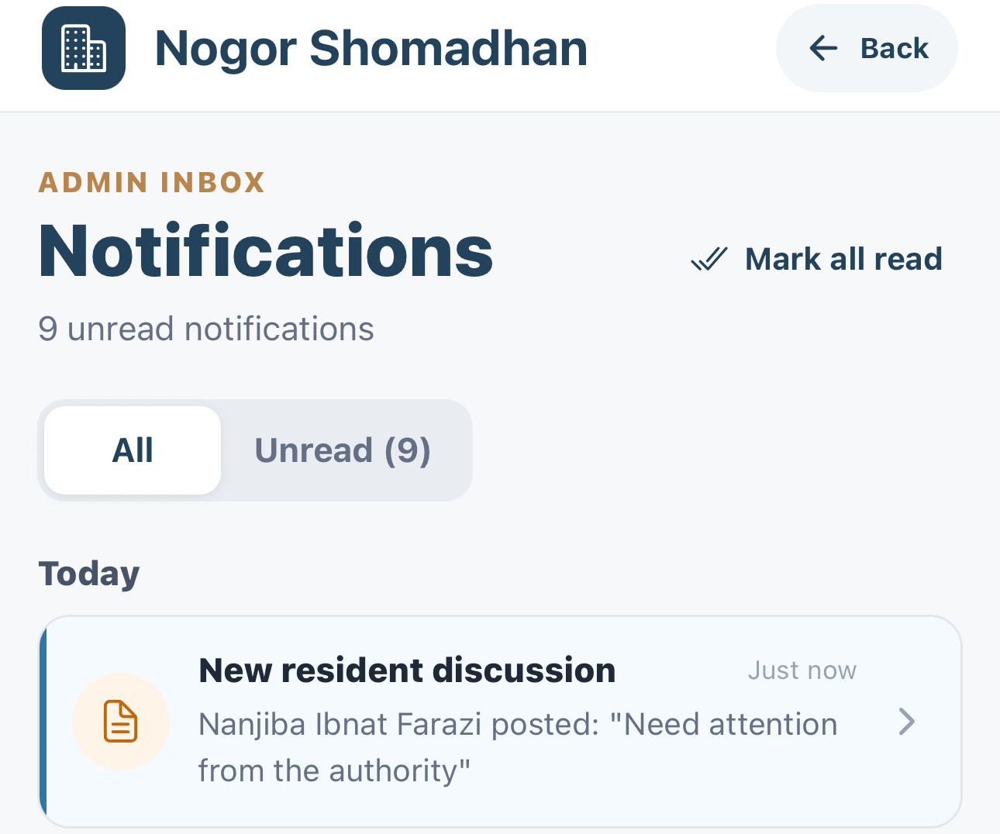 Nogor Shomadhan
Back
ADMIN INBOX
Notifications
Mark all read
9 unread notifications
All
Unread (9)
Today
New resident discussion
Just now
Nanjiba Ibnat Farazi posted: "Need attention
from the authority"